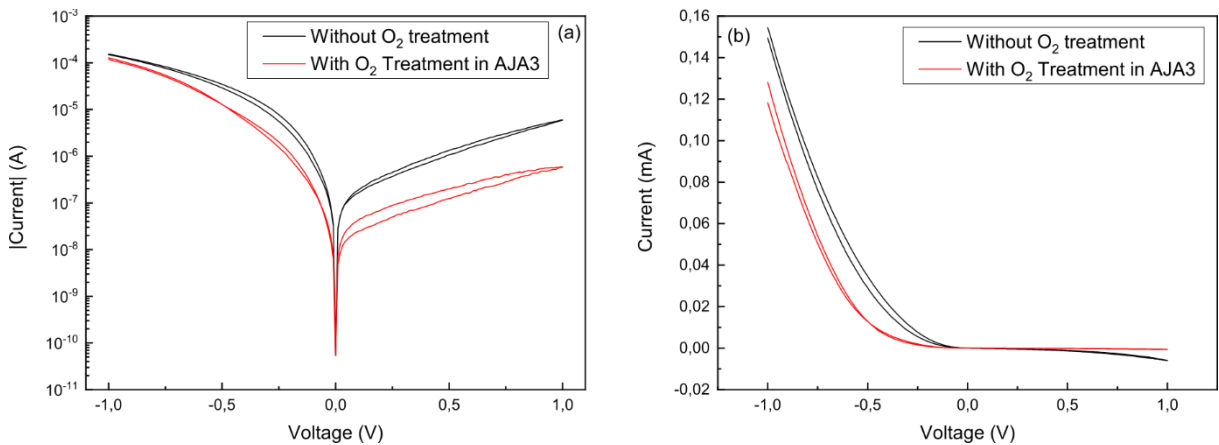 10⁻³
10⁻⁴
10⁻⁵
10⁻⁶
10⁻⁷
10⁻⁸
10⁻⁹
10⁻¹⁰
10⁻¹¹
|Current| (A)
Without O₂ treatment
With O₂ Treatment in AJA3
(a)
-1,0
-0,5
0,0
0,5
1,0
Voltage (V)
0,16
0,14
0,12
0,10
0,08
0,06
0,04
0,02
0,00
-0,02
Current (mA)
(b)
Without O₂ treatment
With O₂ Treatment in AJA3
-1,0
-0,5
0,0
0,5
1,0
Voltage (V)